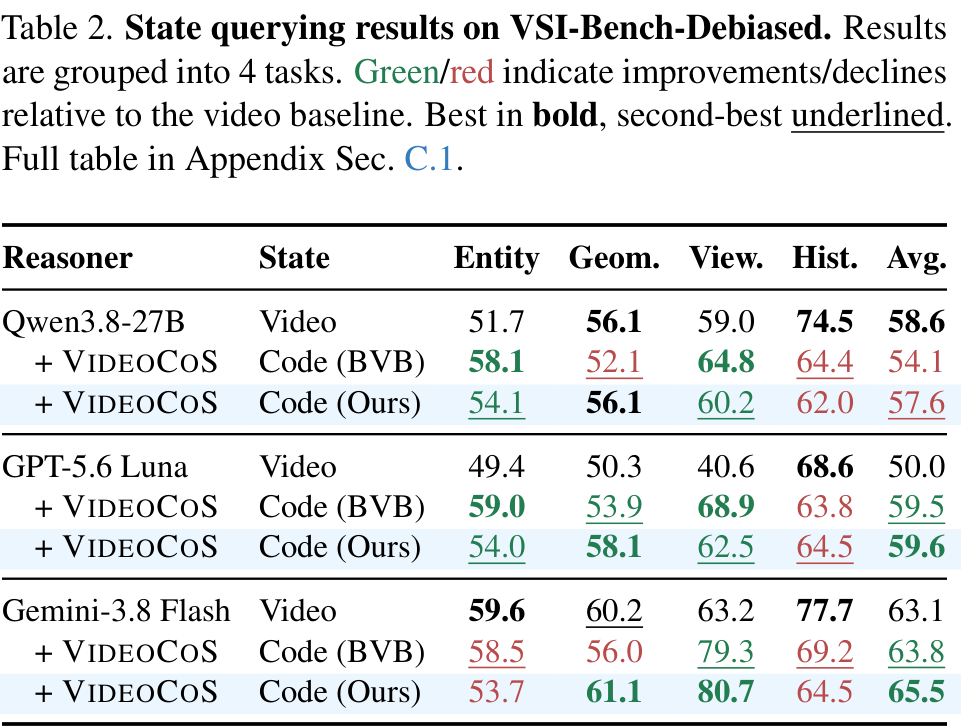 Table 2. State querying results on VSI-Bench-Debiased. Results
are grouped into 4 tasks. Green/red indicate improvements/declines
relative to the video baseline. Best in bold, second-best underlined.
Full table in Appendix Sec. C.1.
Reasoner State Entity Geom. View. Hist. Avg.
Qwen3.8-27B Video 51.7 56.1 59.0 74.5 58.6
+ VIDEOCOS Code (BVB) 58.1 52.1 64.8 64.4 54.1
+ VIDEOCOS Code (Ours) 54.1 56.1 60.2 62.0 57.6
GPT-5.6 Luna Video 49.4 50.3 40.6 68.6 50.0
+ VIDEOCOS Code (BVB) 59.0 53.9 68.9 63.8 59.5
+ VIDEOCOS Code (Ours) 54.0 58.1 62.5 64.5 59.6
Gemini-3.8 Flash Video 59.6 60.2 63.2 77.7 63.1
+ VIDEOCOS Code (BVB) 58.5 56.0 79.3 69.2 63.8
+ VIDEOCOS Code (Ours) 53.7 61.1 80.7 64.5 65.5